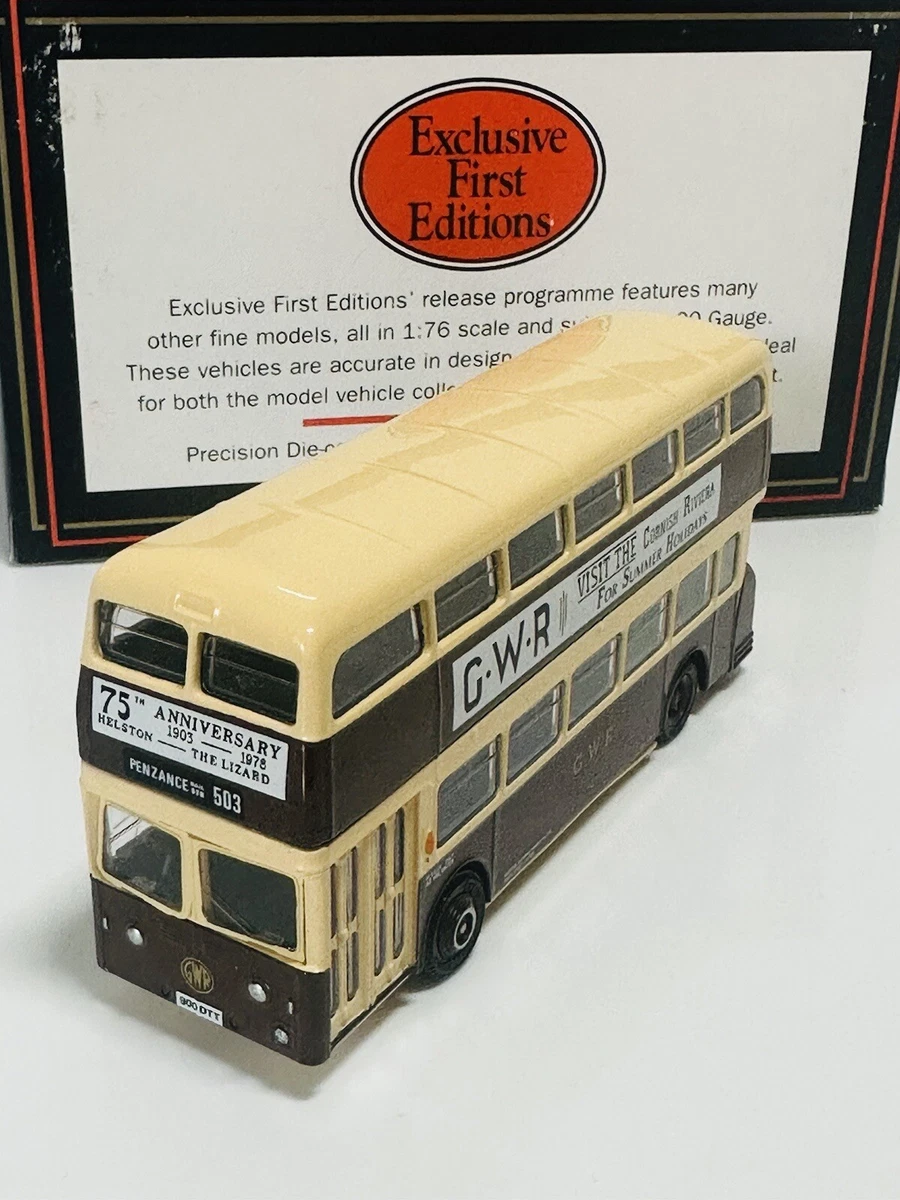 Exclusive
First
Editions
Exclusive First Editions' release programme features many
other fine models, all in 1:76 scale and Gauge.
These vehicles are accurate in design
for both the model vehicle
Precision
G·W·R
VISIT THE CORNISH RIVIERA
FOR SUMMER HOLIDAYS
75TH ANNIVERSARY
1903 — 1978
HELSTON — THE LIZARD
PENZANCE 503
G W R
GWR
900 DTT